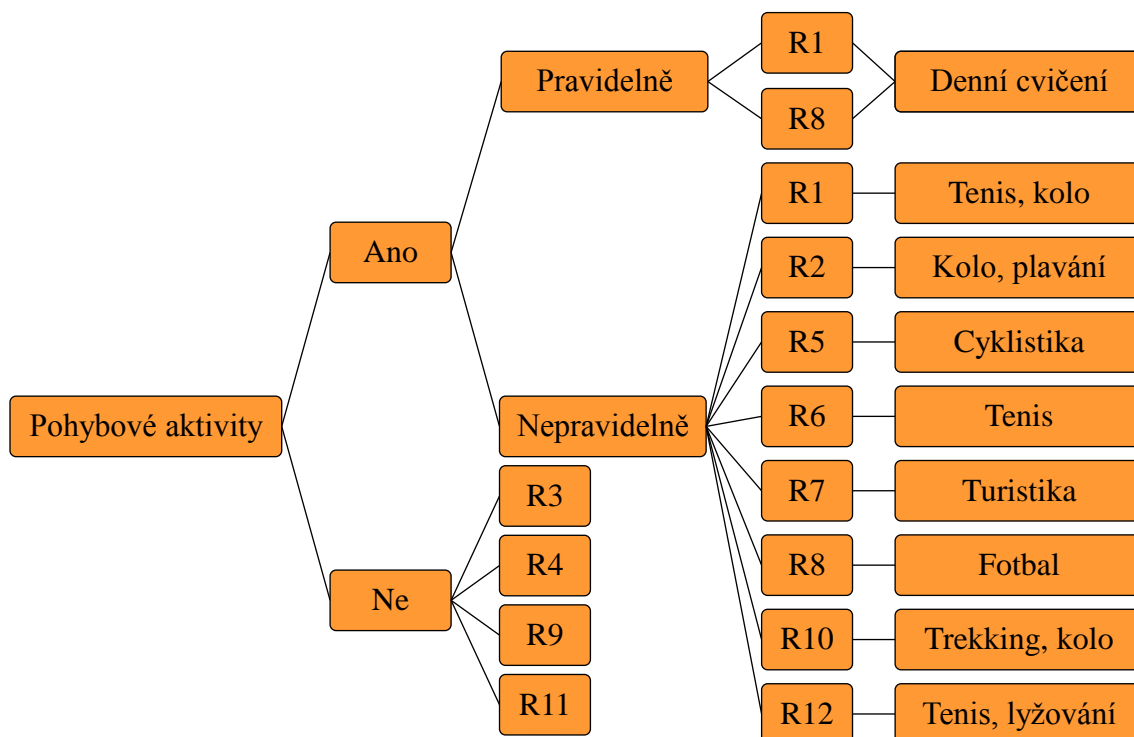 Pohybové aktivity
Ano
Pravidelně
R1
R8
Denní cvičení
Nepravidelně
R1
Tenis, kolo
R2
Kolo, plavání
R5
Cyklistika
R6
Tenis
R7
Turistika
R8
Fotbal
R10
Trekking, kolo
R12
Tenis, lyžování
Ne
R3
R4
R9
R11